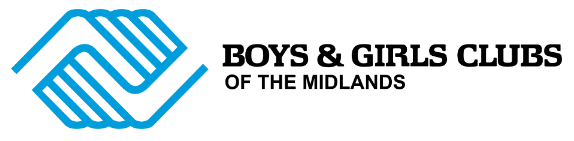 BOYS & GIRLS CLUBS
OF THE MIDLANDS